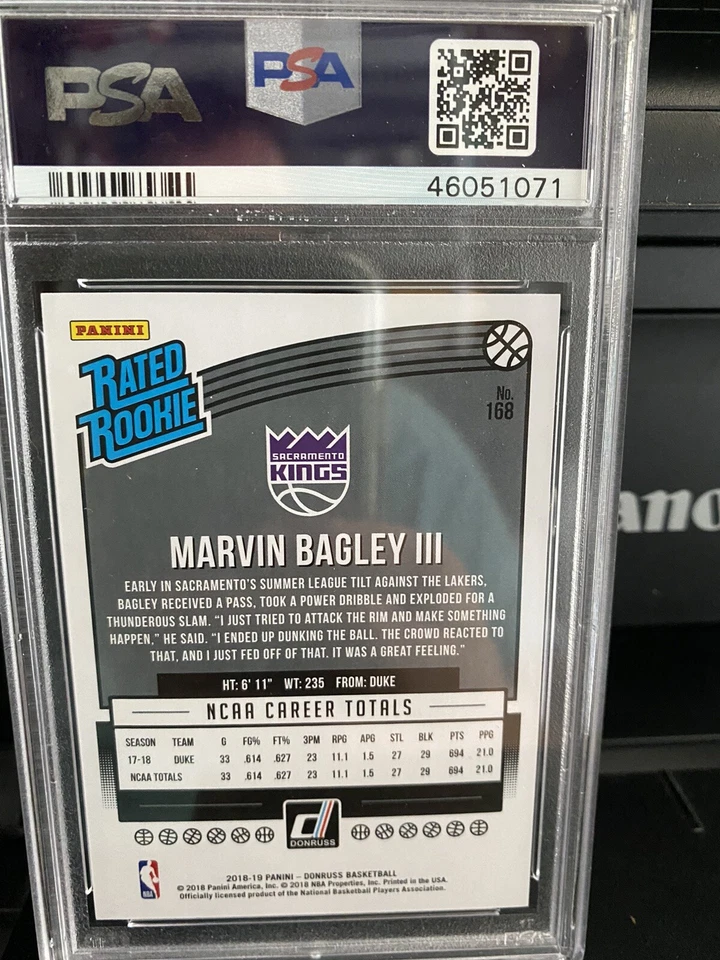 PSA PSA
46051071
PANINI
RATED
ROOKIE
No.
168
SACRAMENTO
KINGS
MARVIN BAGLEY III
EARLY IN SACRAMENTO'S SUMMER LEAGUE TILT AGAINST THE LAKERS,
BAGLEY RECEIVED A PASS, TOOK A POWER DRIBBLE AND EXPLODED FOR A
THUNDEROUS SLAM. "I JUST TRIED TO ATTACK THE RIM AND MAKE SOMETHING
HAPPEN," HE SAID. "I ENDED UP DUNKING THE BALL. THE CROWD REACTED TO
THAT, AND I JUST FED OFF OF THAT. IT WAS A GREAT FEELING."
HT: 6' 11" WT: 235 FROM: DUKE
NCAA CAREER TOTALS
SEASON TEAM G FG% FT% 3PM RPG APG STL BLK PTS PPG
17-18 DUKE 33 .614 .627 23 11.1 1.5 27 29 694 21.0
NCAA TOTALS 33 .614 .627 23 11.1 1.5 27 29 694 21.0
DONRUSS
NBA
2018-19 PANINI – DONRUSS BASKETBALL
© 2018 Panini America, Inc. © 2018 NBA Properties, Inc. Printed in the USA.
Officially licensed product of the National Basketball Players Association.
ano